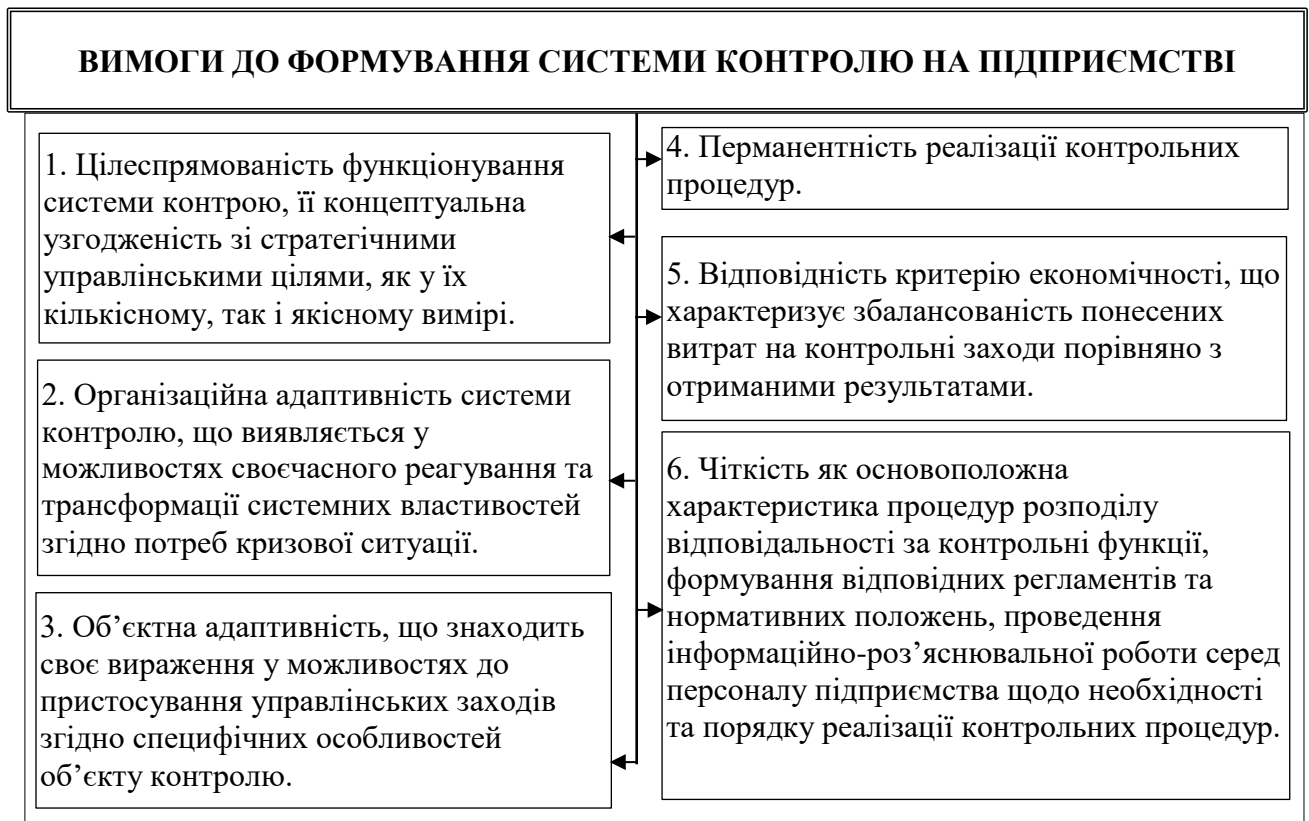 ВИМОГИ ДО ФОРМУВАННЯ СИСТЕМИ КОНТРОЛЮ НА ПІДПРИЄМСТВІ
1. Цілеспрямованість функціонування
системи контрою, її концептуальна
узгодженість зі стратегічними
управлінськими цілями, як у їх
кількісному, так і якісному вимірі.
2. Організаційна адаптивність системи
контролю, що виявляється у
можливостях своєчасного реагування та
трансформації системних властивостей
згідно потреб кризової ситуації.
3. Об’єктна адаптивність, що знаходить
своє вираження у можливостях до
пристосування управлінських заходів
згідно специфічних особливостей
об’єкту контролю.
4. Перманентність реалізації контрольних
процедур.
5. Відповідність критерію економічності, що
характеризує збалансованість понесених
витрат на контрольні заходи порівняно з
отриманими результатами.
6. Чіткість як основоположна
характеристика процедур розподілу
відповідальності за контрольні функції,
формування відповідних регламентів та
нормативних положень, проведення
інформаційно-роз’яснювальної роботи серед
персоналу підприємства щодо необхідності
та порядку реалізації контрольних процедур.